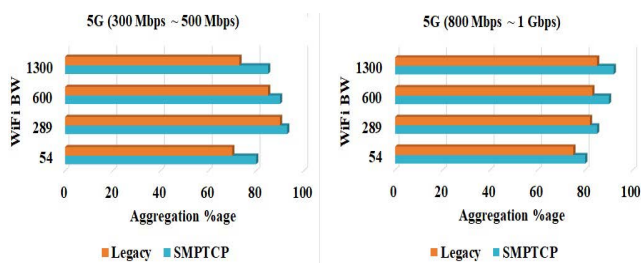 5G (300 Mbps ~ 500 Mbps)
WiFi BW
1300
600
289
54
0 20 40 60 80 100
Aggregation %age
Legacy SMPTCP
5G (800 Mbps ~ 1 Gbps)
WiFi BW
1300
600
289
54
0 20 40 60 80 100
Aggregation %age
Legacy SMPTCP